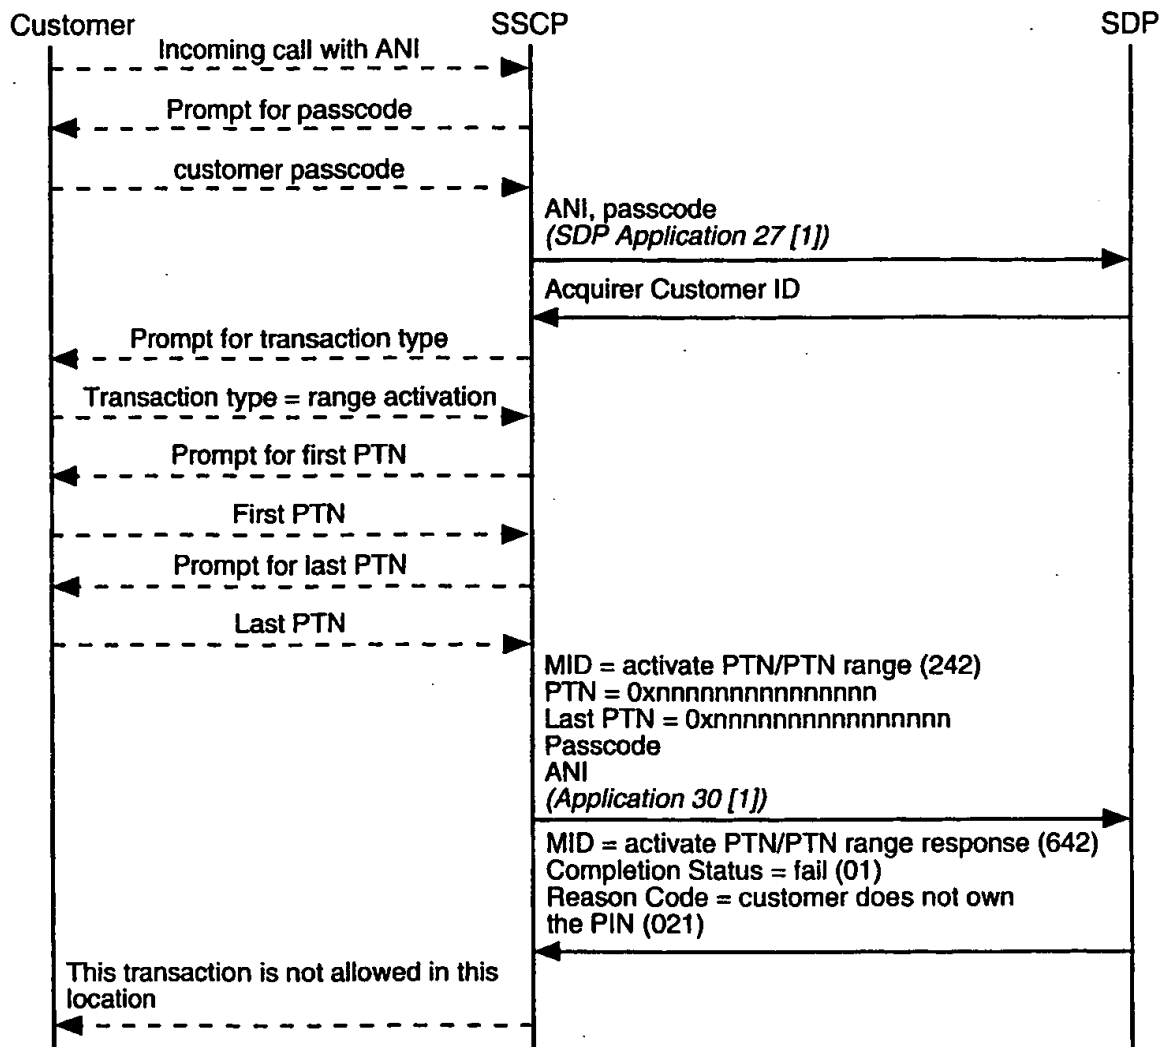 Customer
SSCP
SDP
Incoming call with ANI
Prompt for passcode
customer passcode
ANI, passcode
(SDP Application 27 [1])
Acquirer Customer ID
Prompt for transaction type
Transaction type = range activation
Prompt for first PTN
First PTN
Prompt for last PTN
Last PTN
MID = activate PTN/PTN range (242)
PTN = 0xnnnnnnnnnnnnnnnn
Last PTN = 0xnnnnnnnnnnnnnnnnnn
Passcode
ANI
(Application 30 [1])
MID = activate PTN/PTN range response (642)
Completion Status = fail (01)
Reason Code = customer does not own
the PIN (021)
This transaction is not allowed in this
location